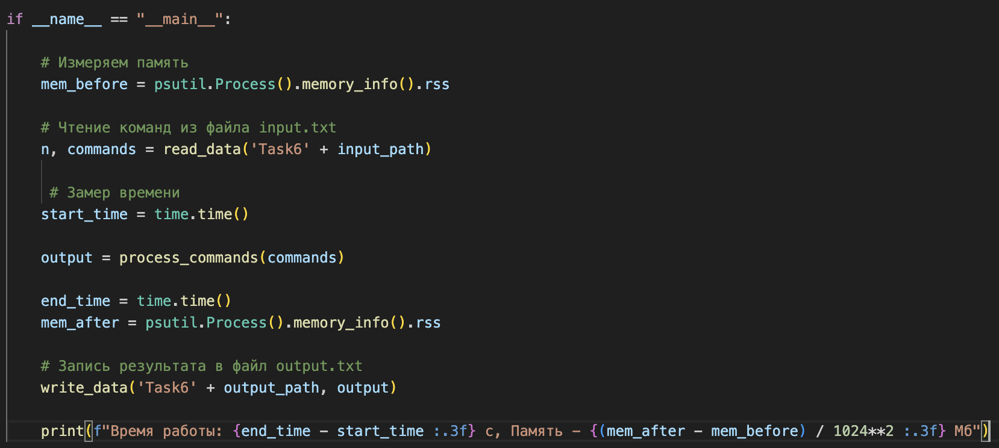 if __name__ == "__main__":
# Измеряем память
mem_before = psutil.Process().memory_info().rss
# Чтение команд из файла input.txt
n, commands = read_data('Task6' + input_path)
# Замер времени
start_time = time.time()
output = process_commands(commands)
end_time = time.time()
mem_after = psutil.Process().memory_info().rss
# Запись результата в файл output.txt
write_data('Task6' + output_path, output)
print(f"Время работы: {end_time - start_time :.3f} с, Память - {(mem_after - mem_before) / 1024**2 :.3f} Мб")